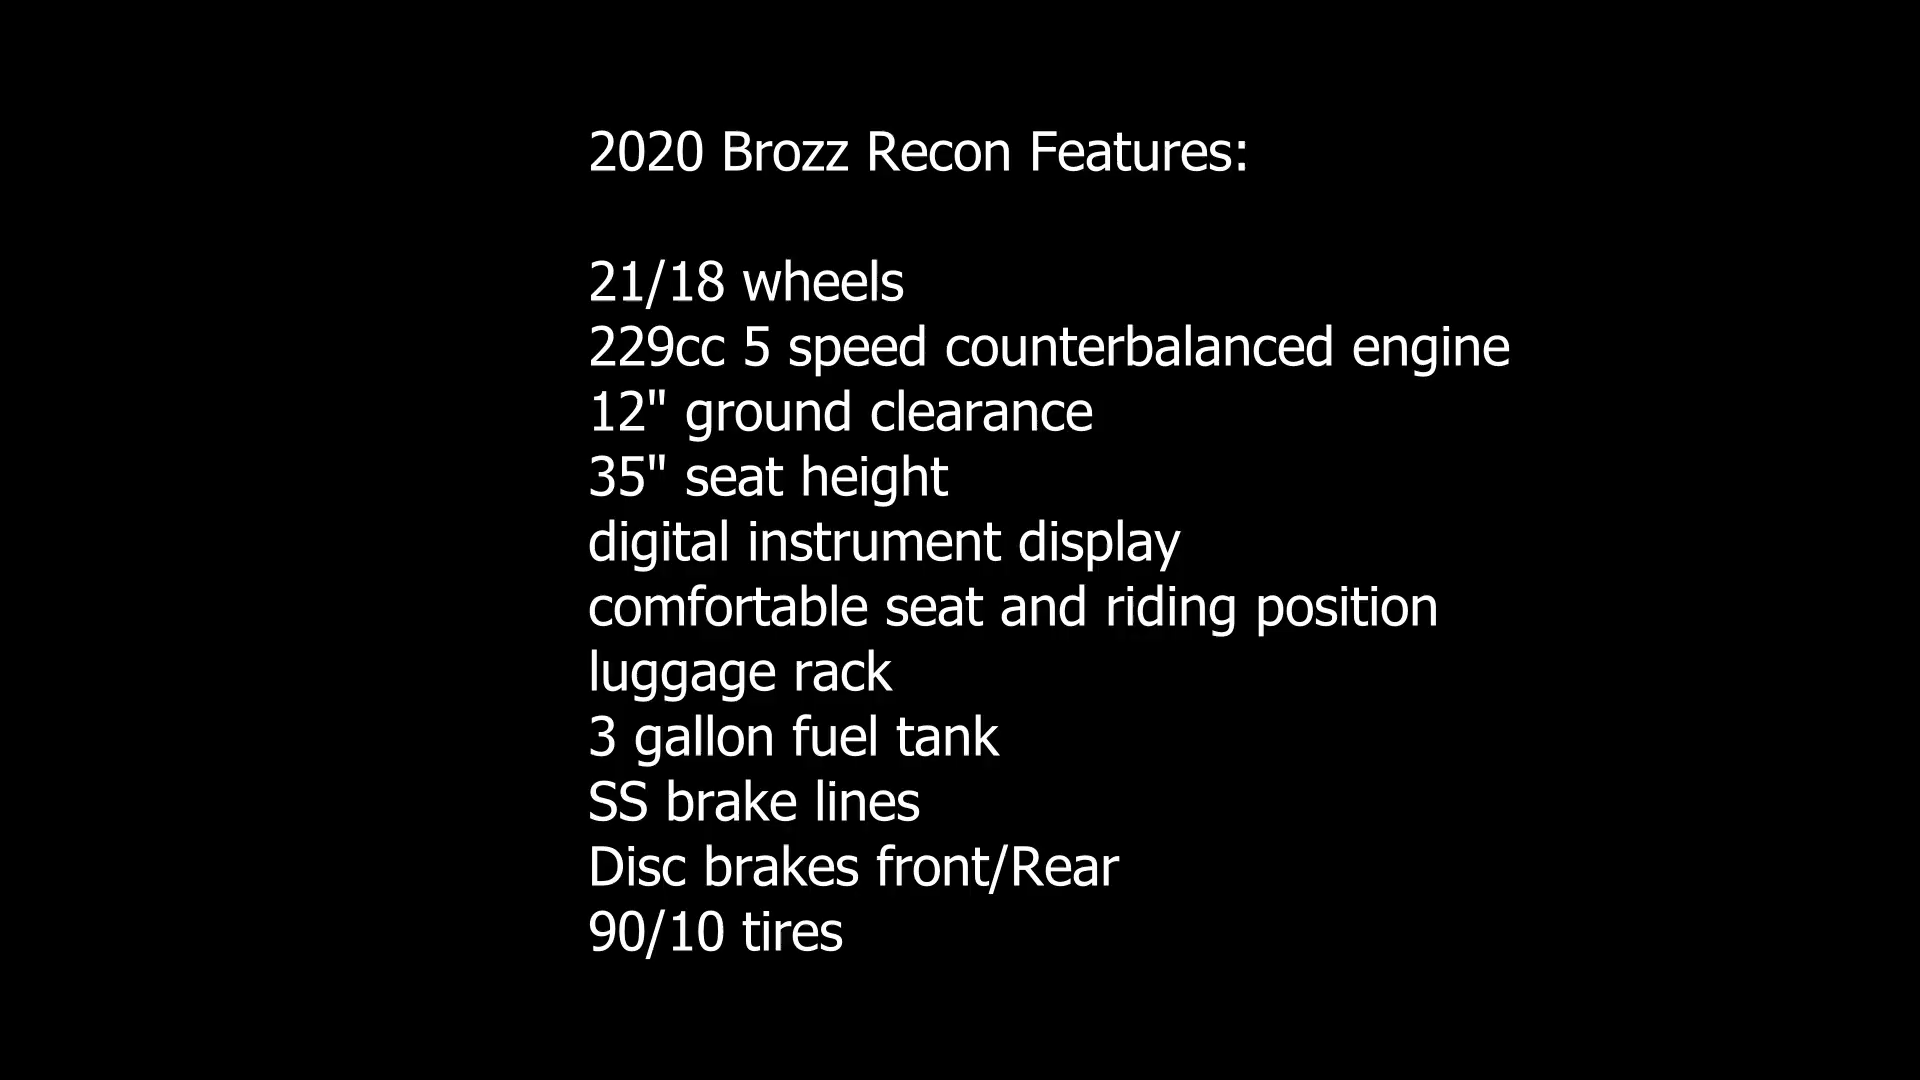 2020 Brozz Recon Features:
21/18 wheels
229cc 5 speed counterbalanced engine
12" ground clearance
35" seat height
digital instrument display
comfortable seat and riding position
luggage rack
3 gallon fuel tank
SS brake lines
Disc brakes front/Rear
90/10 tires